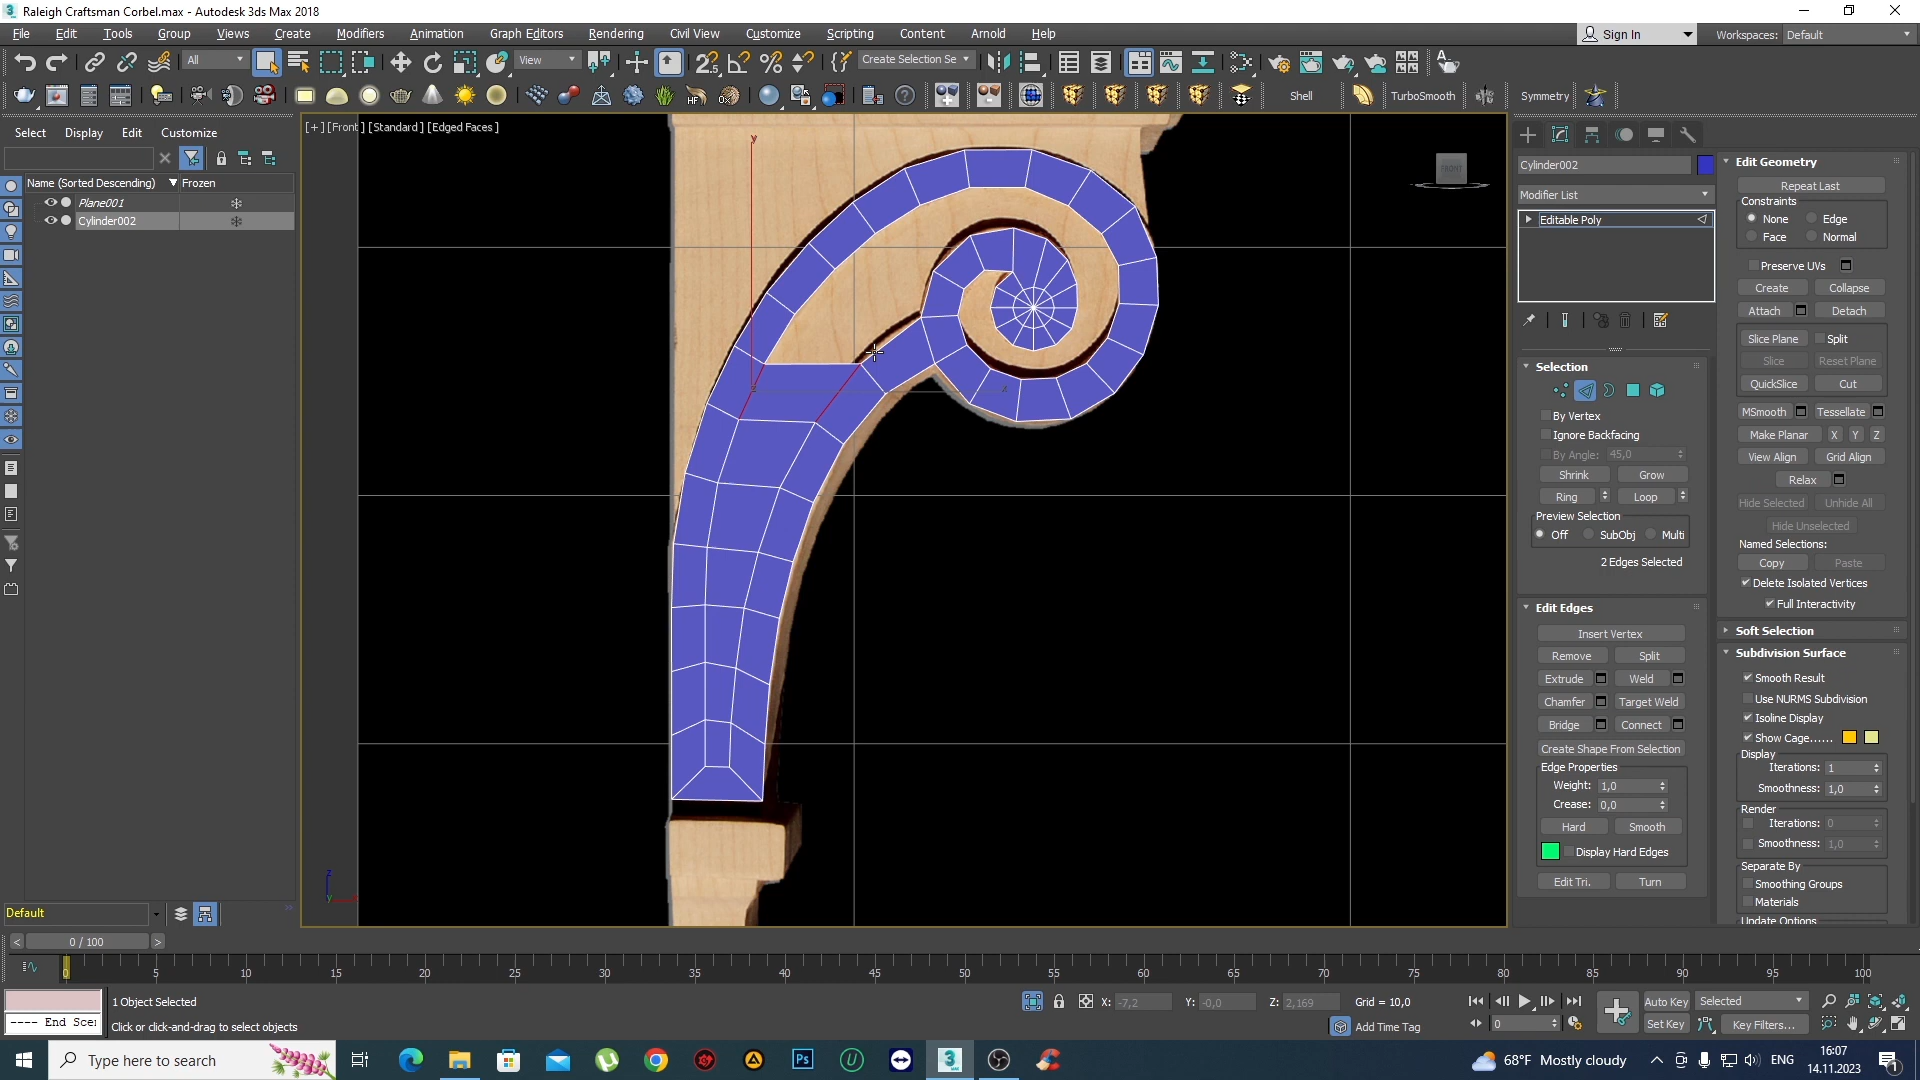 Raleigh Craftsman Corbel.max - Autodesk 3ds Max 2018
File Edit Tools Group Views Create Modifiers Animation Graph Editors Rendering Civil View Customize Scripting Content Arnold Help
Sign In Workspaces: Default
All View Create Selection Se
Shell TurboSmooth Symmetry
Select Display Edit Customize
Name (Sorted Descending) Frozen
Plane001
Cylinder002
[+] [Front] [Standard] [Edged Faces]
FRONT
Cylinder002
Modifier List
Editable Poly
Selection
By Vertex
Ignore Backfacing
By Angle: 45,0
Shrink Grow
Ring Loop
Preview Selection
Off SubObj Multi
2 Edges Selected
Edit Edges
Insert Vertex
Remove Split
Extrude Weld
Chamfer Target Weld
Bridge Connect
Create Shape From Selection
Edge Properties
Weight: 1,0
Crease: 0,0
Hard Smooth
Display Hard Edges
Edit Tri. Turn
Edit Geometry
Repeat Last
Constraints
None Edge
Face Normal
Preserve UVs
Create Collapse
Attach Detach
Slice Plane Split
Slice Reset Plane
QuickSlice Cut
MSmooth Tessellate
Make Planar X Y Z
View Align Grid Align
Relax
Hide Selected Unhide All
Hide Unselected
Named Selections:
Copy Paste
Delete Isolated Vertices
Full Interactivity
Soft Selection
Subdivision Surface
Smooth Result
Use NURMS Subdivision
Isoline Display
Show Cage......
Display
Iterations: 1
Smoothness: 1,0
Render
Iterations: 0
Smoothness: 1,0
Separate By
Smoothing Groups
Materials
Update Options
Default
0 / 100
0 5 10 15 20 25 30 35 40 45 50 55 60 65 70 75 80 85 90 95 100
1 Object Selected
X: -7,2 Y: -0,0 Z: 2,169 Grid = 10,0
Auto Key Selected
---- End Scer
Click or click-and-drag to select objects
Add Time Tag
0
Set Key Key Filters...
Type here to search
68°F Mostly cloudy
ENG
16:07
14.11.2023